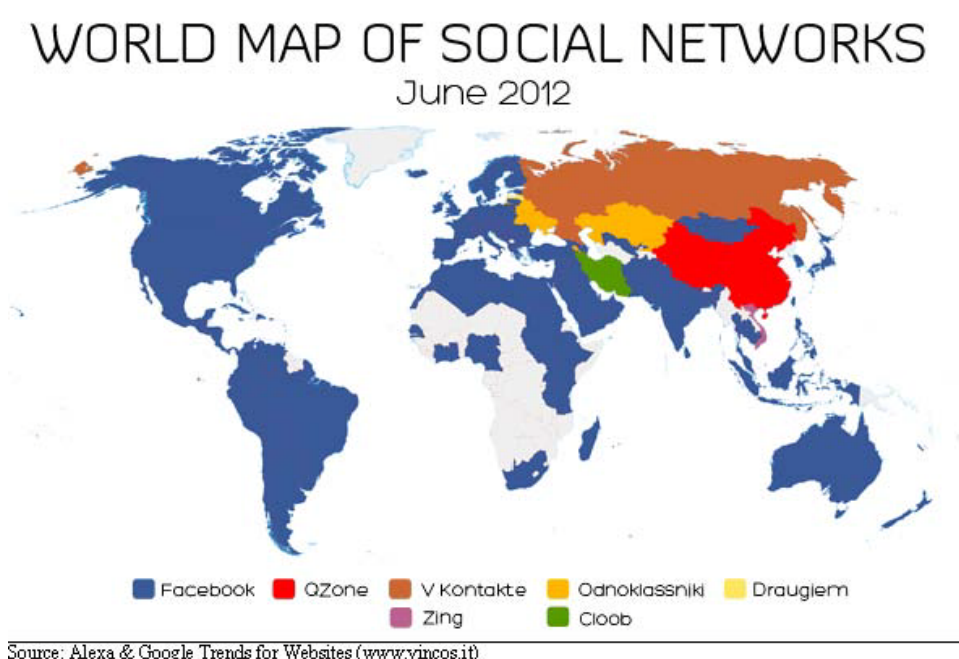 WORLD MAP OF SOCIAL NETWORKS
June 2012
Facebook QZone V Kontakte Odnoklassniki Draugiem
Zing Cloob
Source: Alexa & Google Trends for Websites (www.vincos.it)